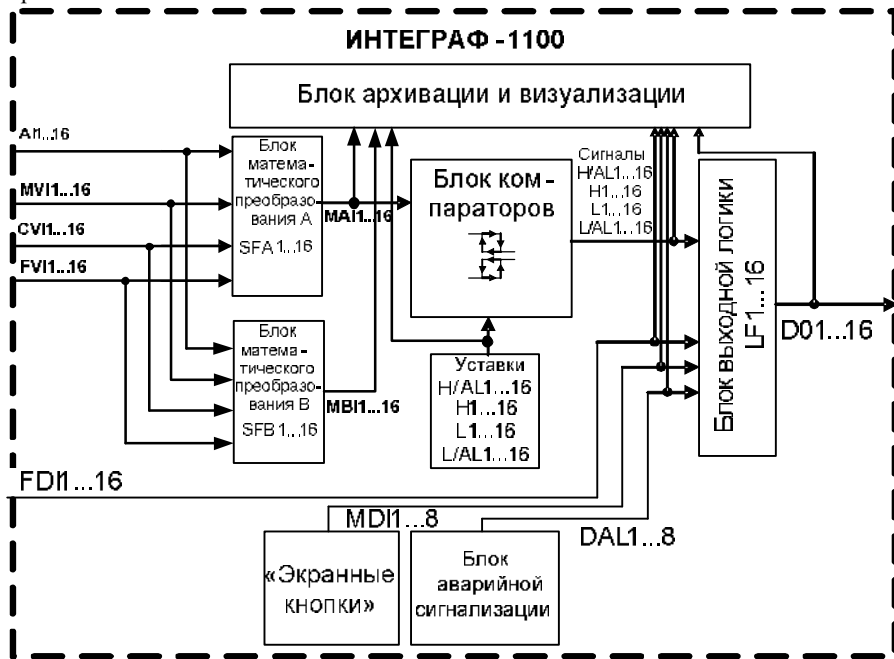 ИНТЕГРАФ -1100
Блок архивации и визуализации
AI1...16
MVI1...16
CVI1...16
FVI1...16
Блок
матема-
тического
преобразо-
вания А
SFA 1...16
MAI1...16
Блок ком -
параторов
Сигналы
H/AL1...16
H1...16
L1...16
L/AL1...16
Блок выходной логики
LF1... 16
D01...16
Блок
матема-
тического
преобразо-
вания В
SFB 1...16
MBI1...16
Уставки
H/AL1...16
H1...16
L1...16
L/AL1...16
FDI1...16
MDI1...8
DAL1...8
«Экранные
кнопки»
Блок
аварийной
сигнализации